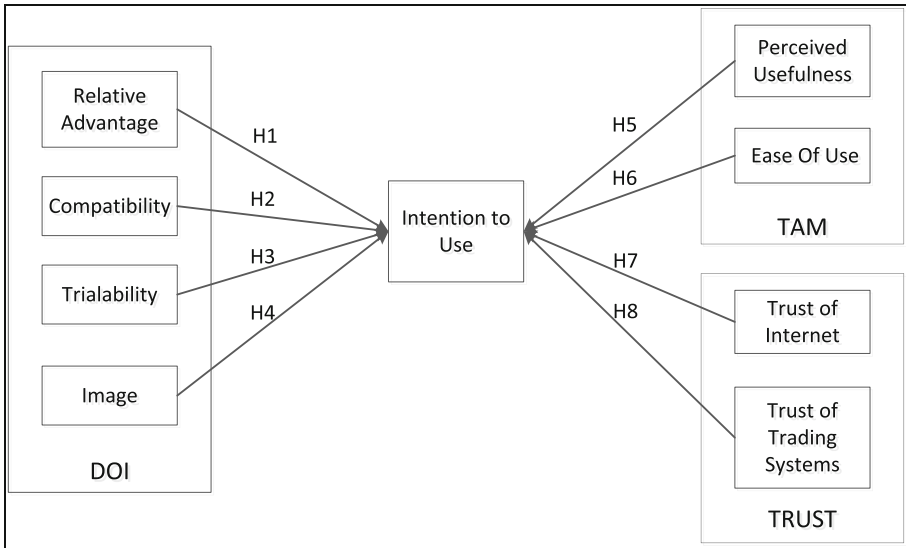 Relative
Advantage
Compatibility
Trialability
Image
DOI
H1
H2
H3
H4
Intention to
Use
H5
H6
H7
H8
Perceived
Usefulness
Ease Of Use
TAM
Trust of
Internet
Trust of
Trading
Systems
TRUST